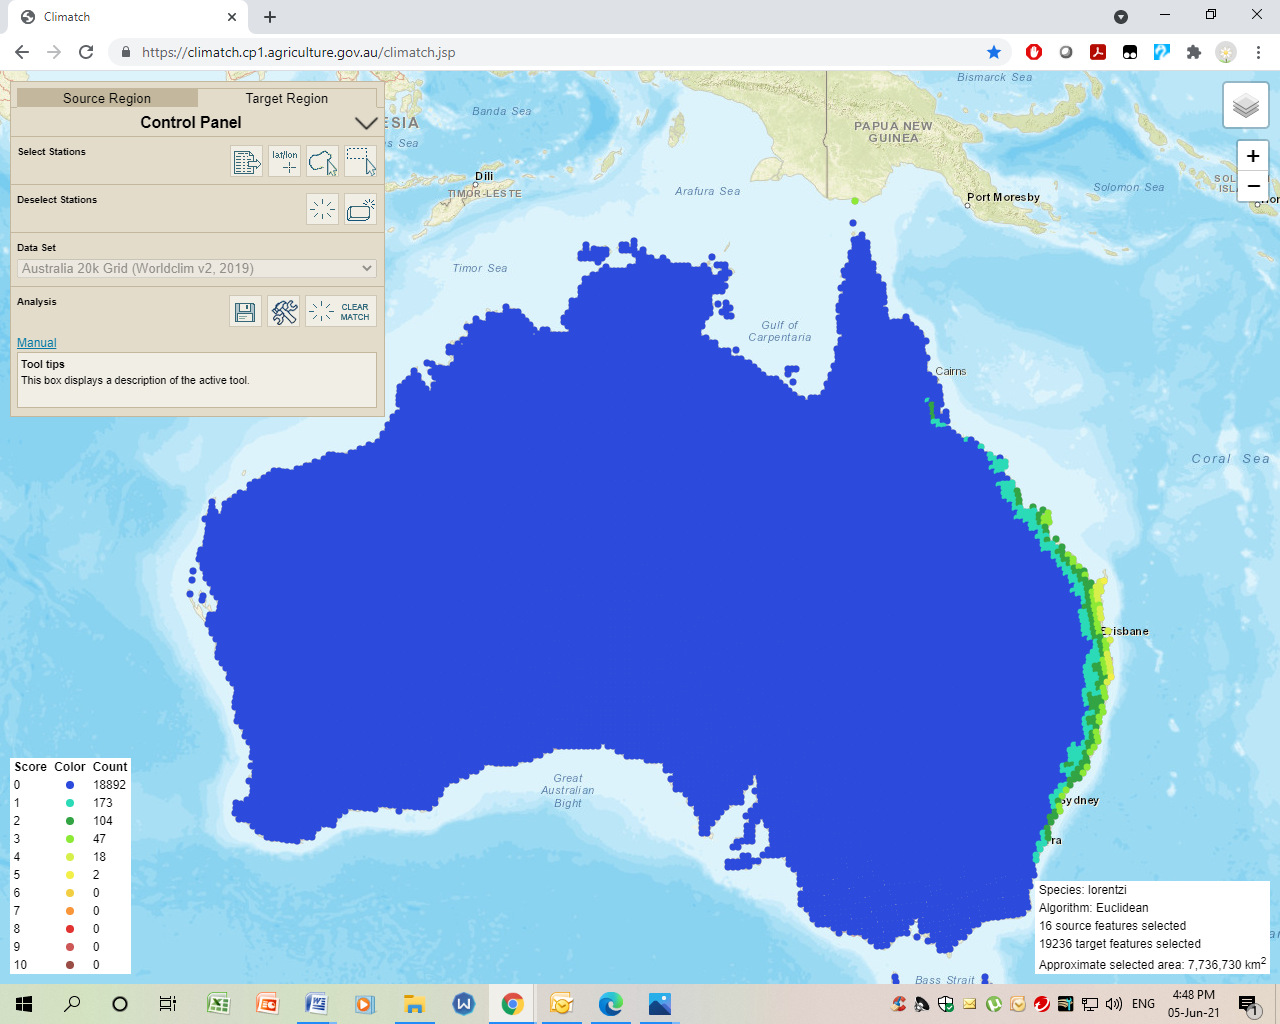 Climatch
https://climatch.cp1.agriculture.gov.au/climatch.jsp
Source Region
Target Region
Control Panel
Select Stations
lat/lon
Deselect Stations
Data Set
Australia 20k Grid (Worldclim v2, 2019)
Analysis
CLEAR
MATCH
Manual
Tool tips
This box displays a description of the active tool.
ESIA
es Sea
Banda Sea
Bismarck Sea
PAPUA NEW
GUINEA
Dili
TIMOR-LESTE
Arafura Sea
Port Moresby
Solomon Sea
+
−
Timor Sea
Gulf of
Carpentaria
Cairns
Coral Sea
Brisbane
Sydney
ra
Great
Australian
Bight
Bass Strait
Score Color Count
0 18892
1 173
2 104
3 47
4 18
5 2
6 0
7 0
8 0
9 0
10 0
Species: lorentzi
Algorithm: Euclidean
16 source features selected
19236 target features selected
Approximate selected area: 7,736,730 km2
ENG
4:48 PM
05-Jun-21
1